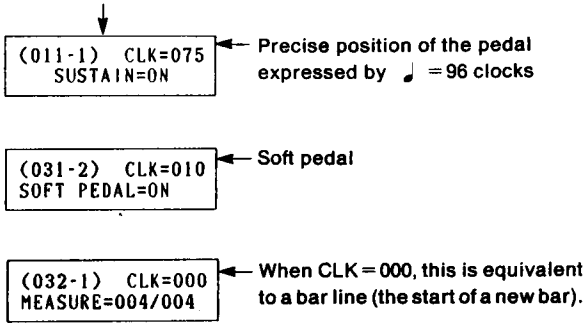 (011-1) CLK=075
SUSTAIN=ON
Precise position of the pedal
expressed by ♩ =96 clocks
(031-2) CLK=010
SOFT PEDAL=ON
Soft pedal
(032-1) CLK=000
MEASURE=004/004
When CLK=000, this is equivalent
to a bar line (the start of a new bar).